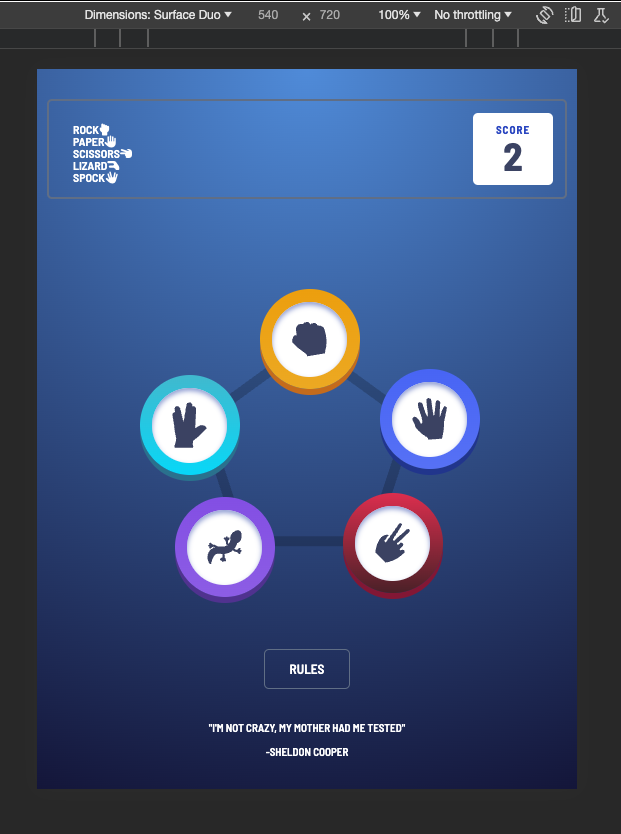 Dimensions: Surface Duo ▼ 540 × 720 100% ▼ No throttling ▼
ROCK
PAPER
SCISSORS
LIZARD
SPOCK
SCORE
2
RULES
"I'M NOT CRAZY, MY MOTHER HAD ME TESTED"
-SHELDON COOPER